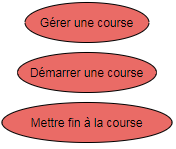 Gérer une course
Démarrer une course
Mettre fin à la course